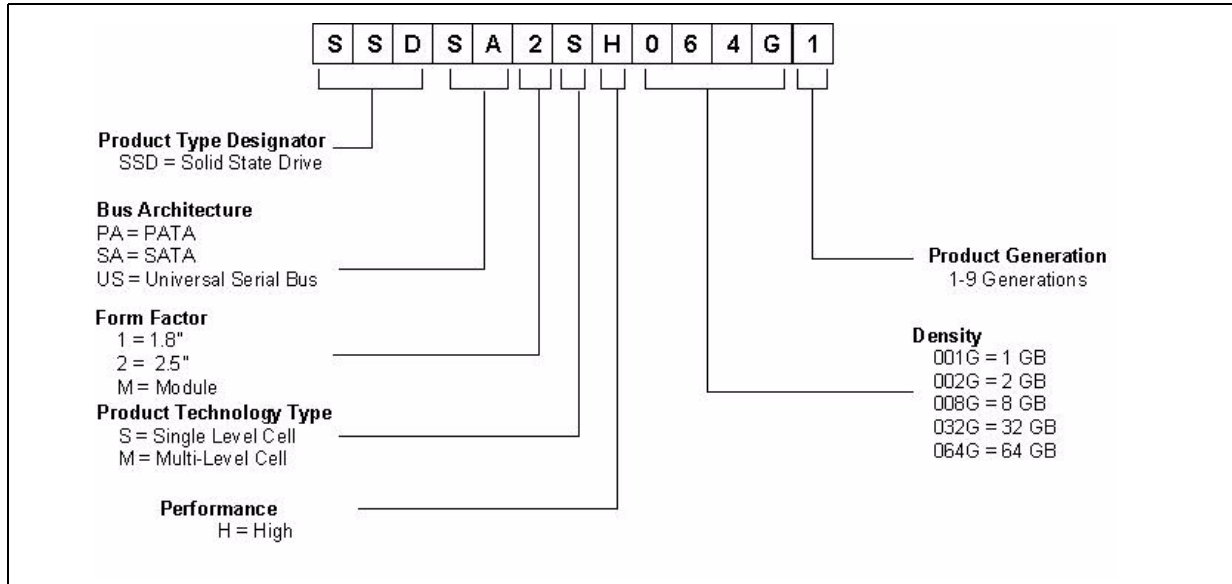 S S D S A 2 S H 0 6 4 G 1
Product Type Designator
SSD = Solid State Drive
Bus Architecture
PA = PATA
SA = SATA
US = Universal Serial Bus
Form Factor
1 = 1.8"
2 = 2.5"
M = Module
Product Technology Type
S = Single Level Cell
M = Multi-Level Cell
Performance
H = High
Product Generation
1-9 Generations
Density
001G = 1 GB
002G = 2 GB
008G = 8 GB
032G = 32 GB
064G = 64 GB